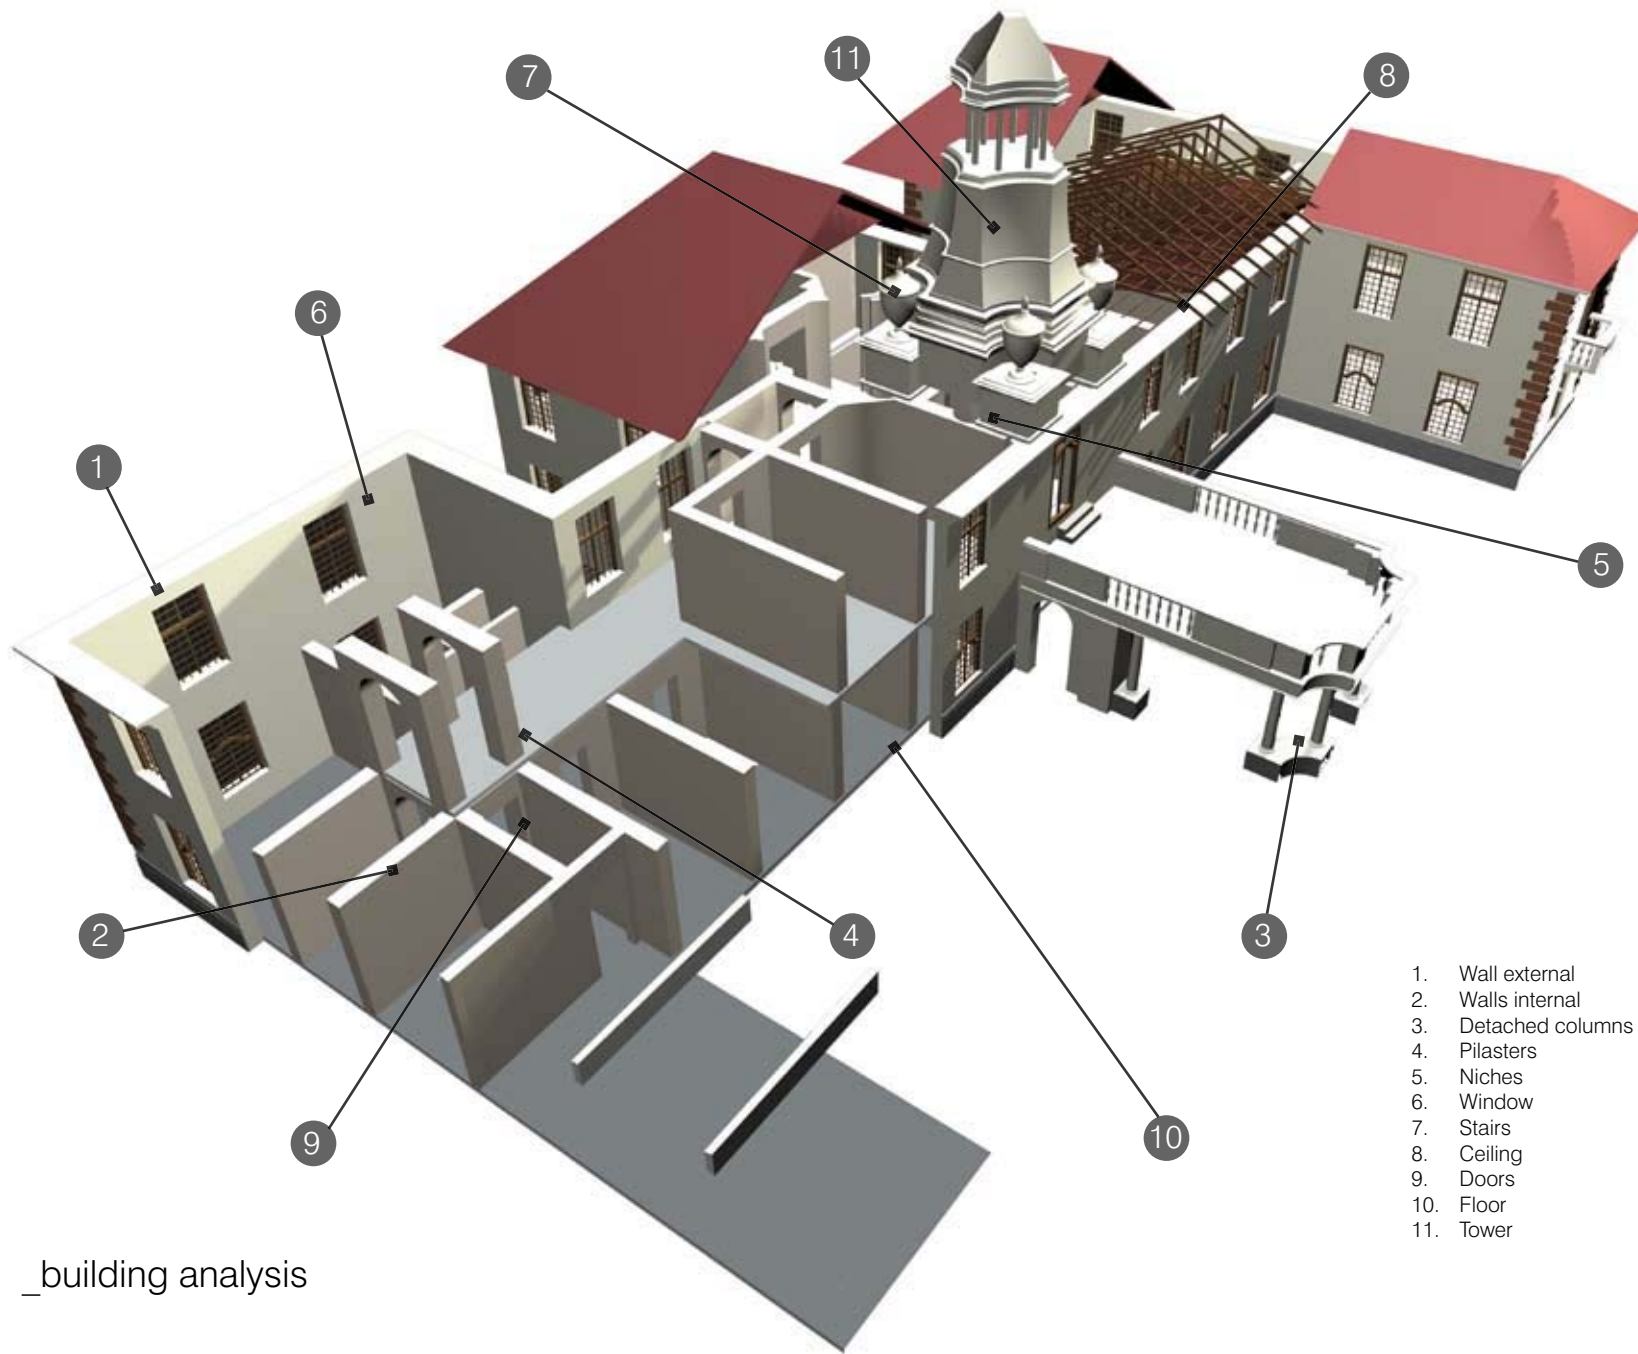 7
11
8
6
1
5
2
4
3
9
10
1. Wall external
2. Walls internal
3. Detached columns
4. Pilasters
5. Niches
6. Window
7. Stairs
8. Ceiling
9. Doors
10. Floor
11. Tower
_building analysis